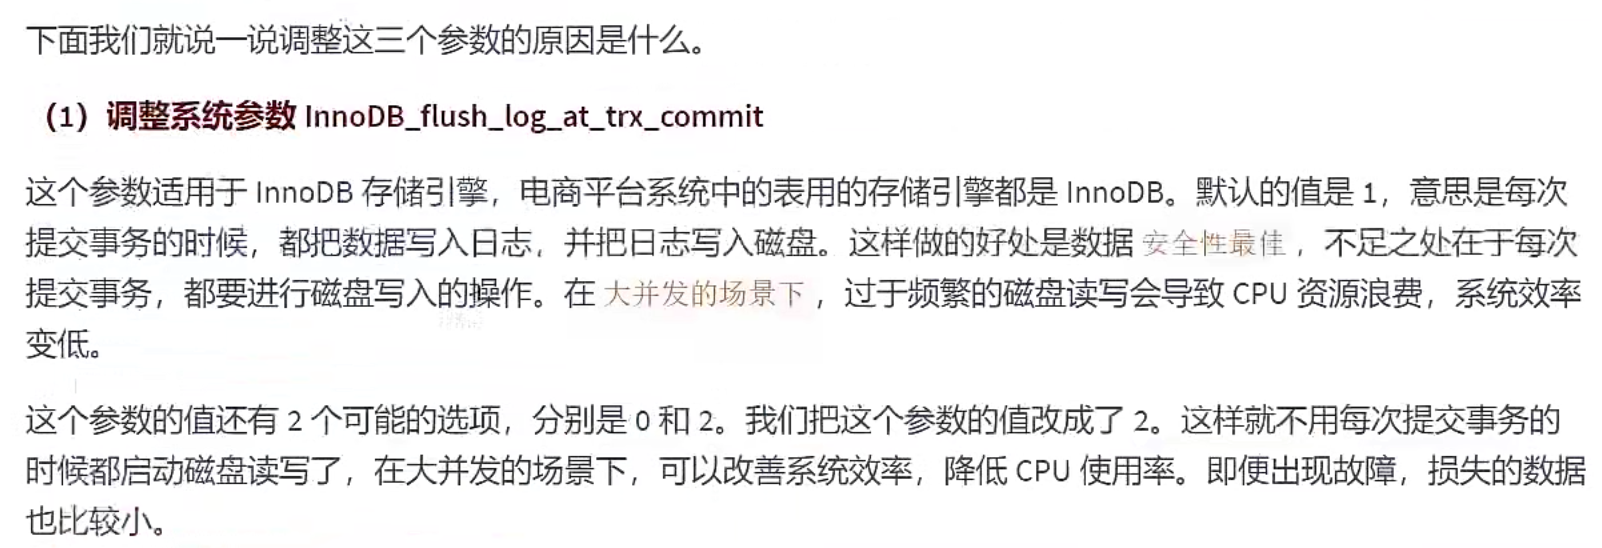 下面我们就说一说调整这三个参数的原因是什么。
（1）调整系统参数 InnoDB_flush_log_at_trx_commit
这个参数适用于 InnoDB 存储引擎，电商平台系统中的表用的存储引擎都是 InnoDB。默认的值是 1，意思是每次
提交事务的时候，都把数据写入日志，并把日志写入磁盘。这样做的好处是数据 安全性最佳 ，不足之处在于每次
提交事务，都要进行磁盘写入的操作。在 大并发的场景下 ，过于频繁的磁盘读写会导致 CPU 资源浪费，系统效率
变低。
这个参数的值还有 2 个可能的选项，分别是 0 和 2。我们把这个参数的值改成了 2。这样就不用每次提交事务的
时候都启动磁盘读写了，在大并发的场景下，可以改善系统效率，降低 CPU 使用率。即便出现故障，损失的数据
也比较小。